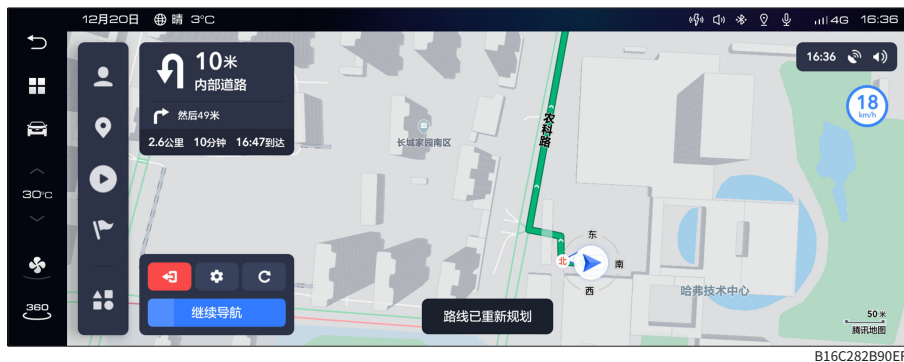 12月20日 晴 3℃ 4G 16:36
10米
内部道路
然后49米
2.6公里 10分钟 16:47到达
16:36
18
km/h
农科路
长城家园南区
30℃
东
北 南
西
哈弗技术中心
继续导航
路线已重新规划
360
50米
腾讯地图
B16C282B90EF